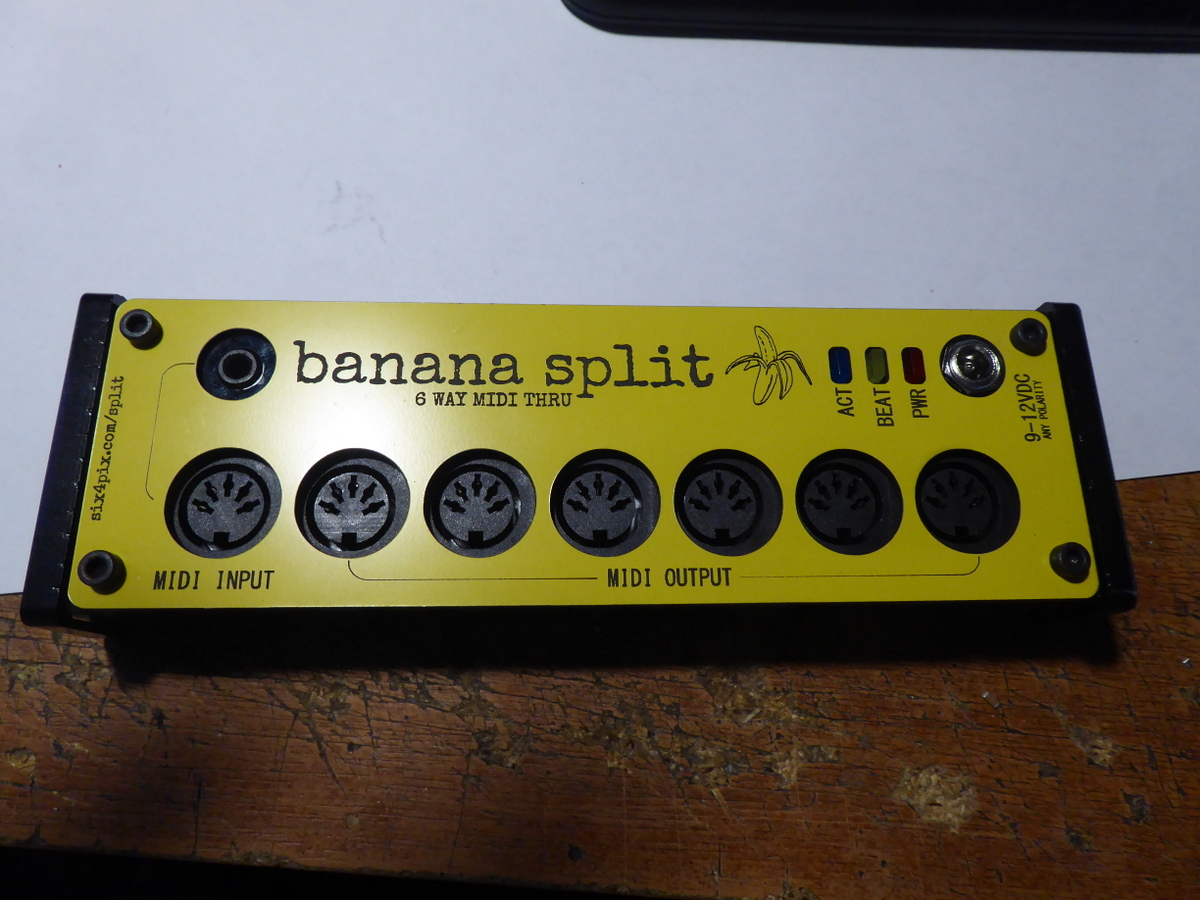 banana split
6 WAY MIDI THRU
six4pix.com/split
ACT
BEAT
PWR
9-12VDC
ANY POLARITY
MIDI INPUT
MIDI OUTPUT